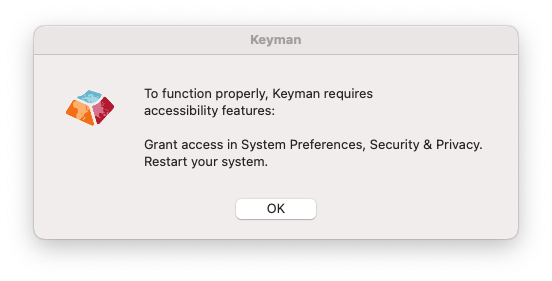 Keyman
To function properly, Keyman requires
accessibility features:
Grant access in System Preferences, Security & Privacy.
Restart your system.
OK